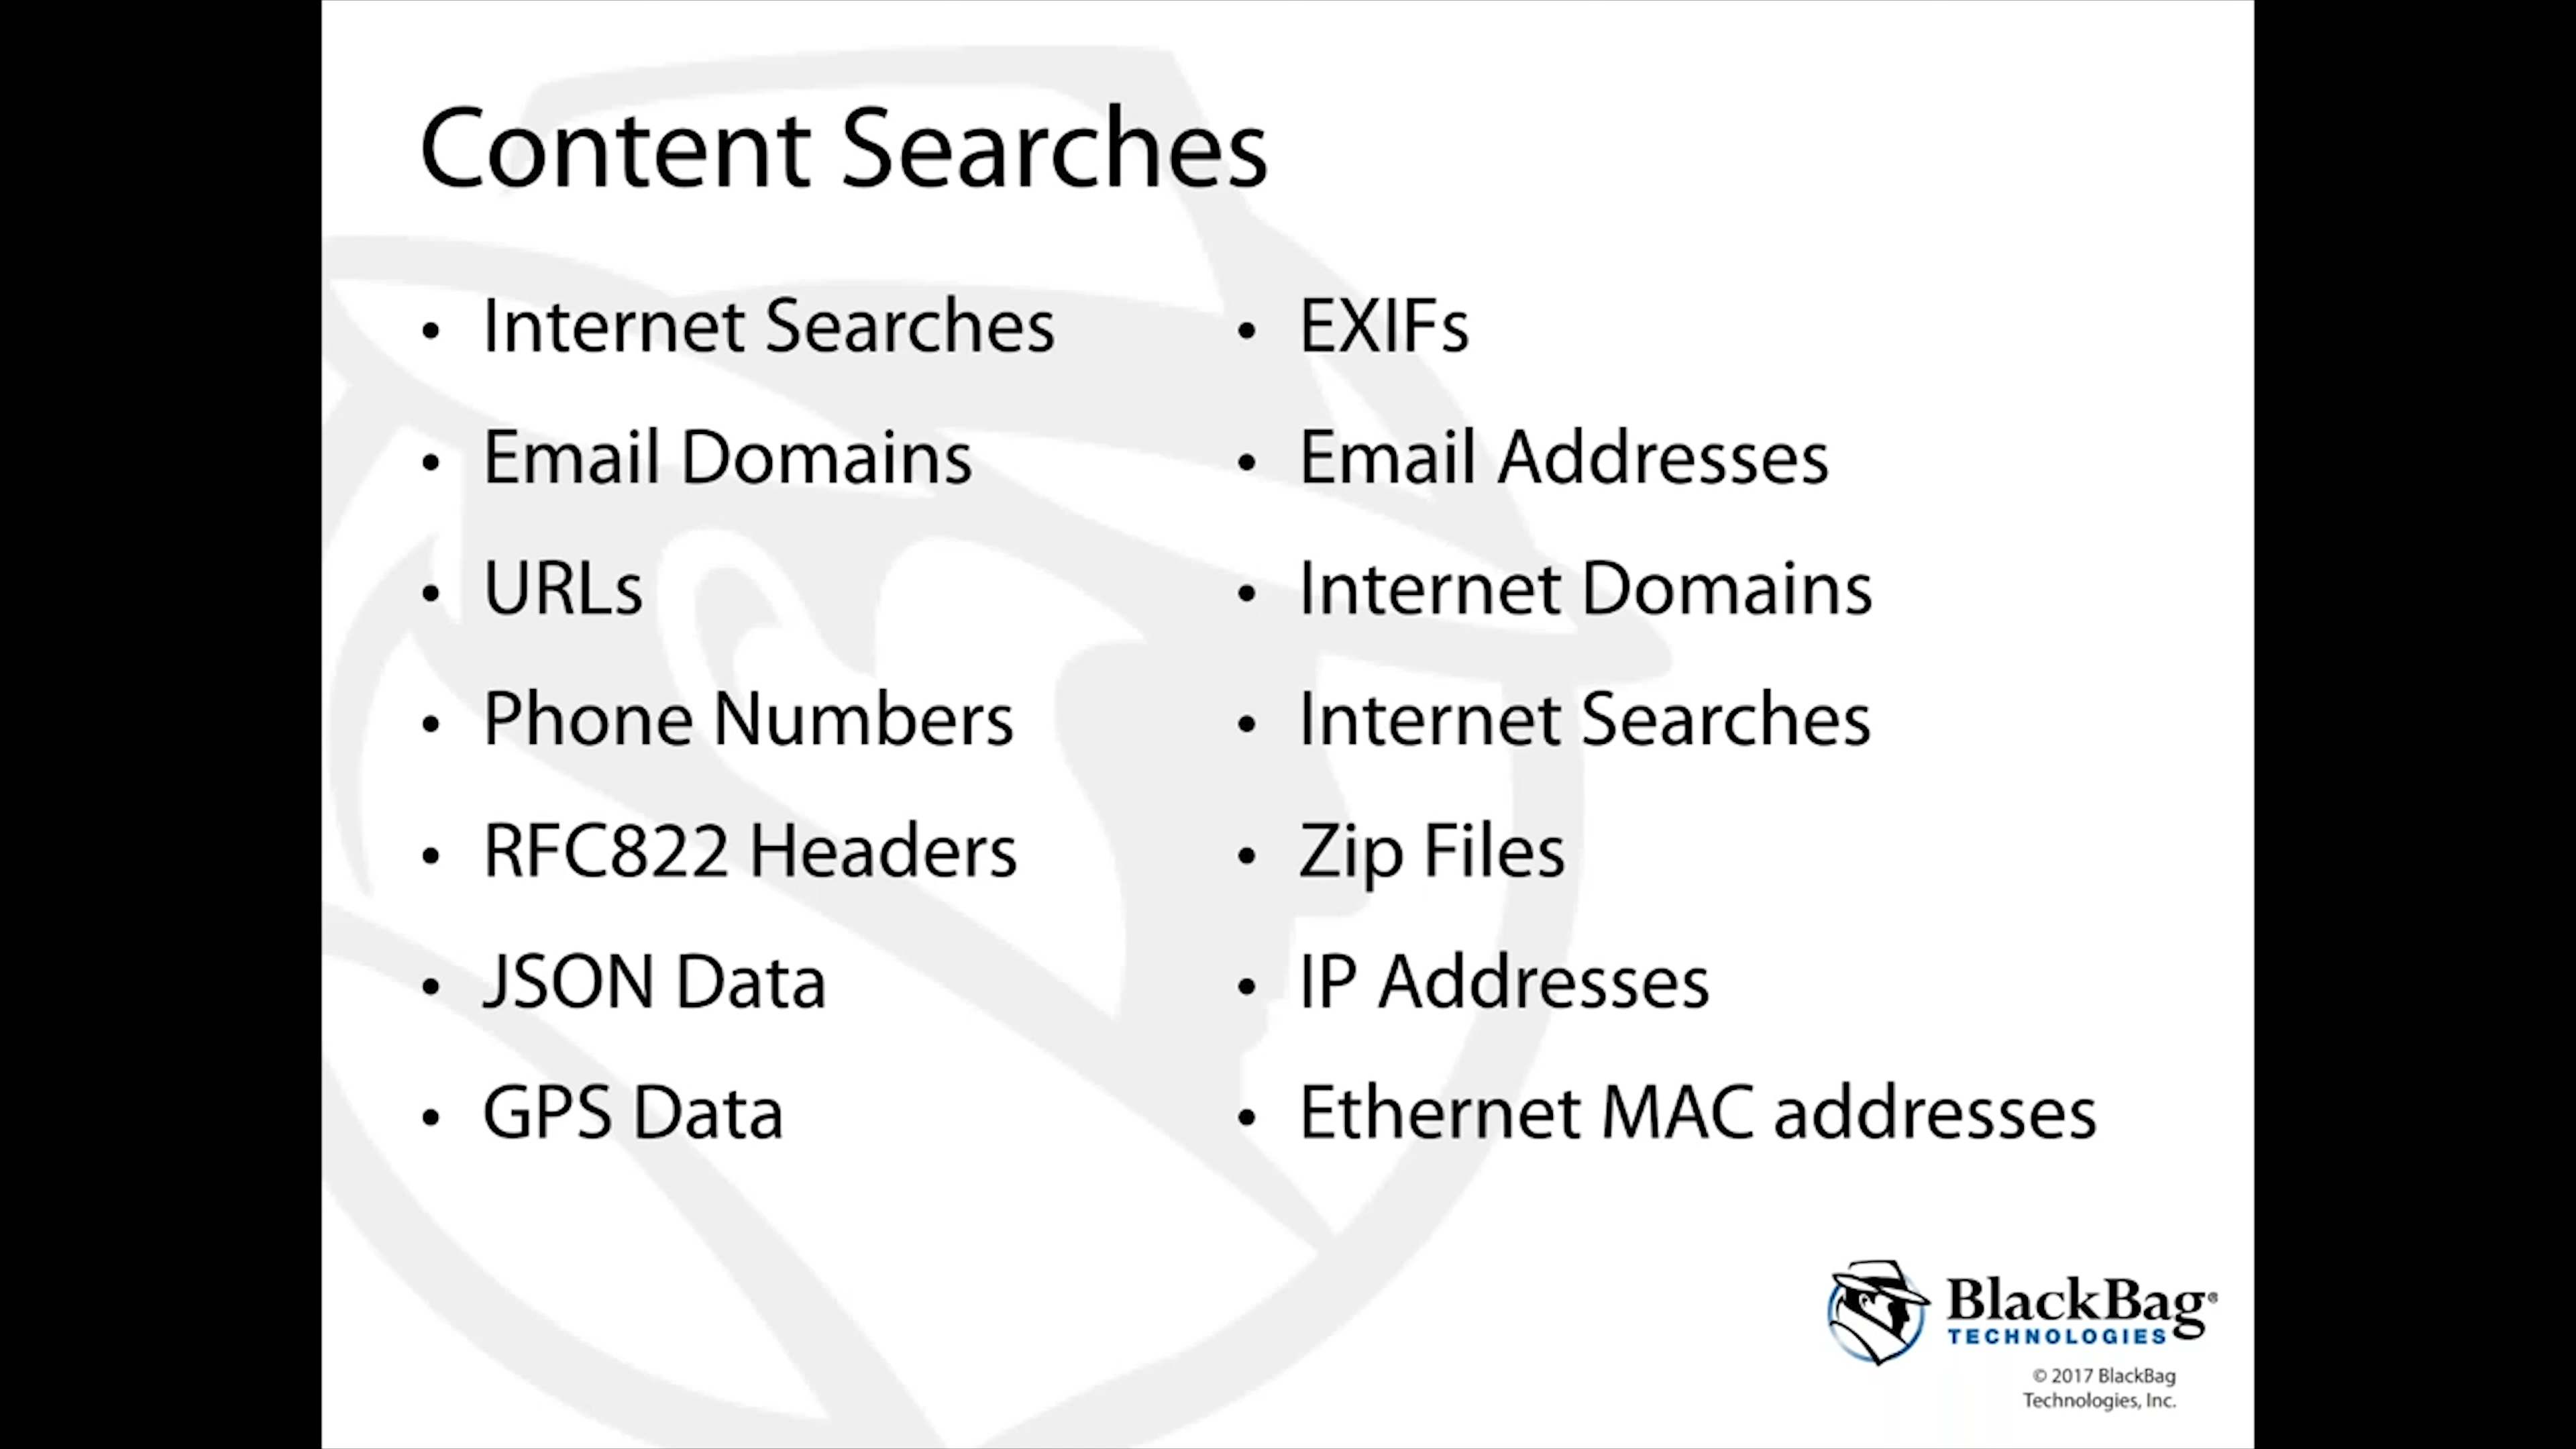 Content Searches
• Internet Searches
• Email Domains
• URLs
• Phone Numbers
• RFC822 Headers
• JSON Data
• GPS Data
• EXIFs
• Email Addresses
• Internet Domains
• Internet Searches
• Zip Files
• IP Addresses
• Ethernet MAC addresses
BlackBag®
TECHNOLOGIES
© 2017 BlackBag
Technologies, Inc.